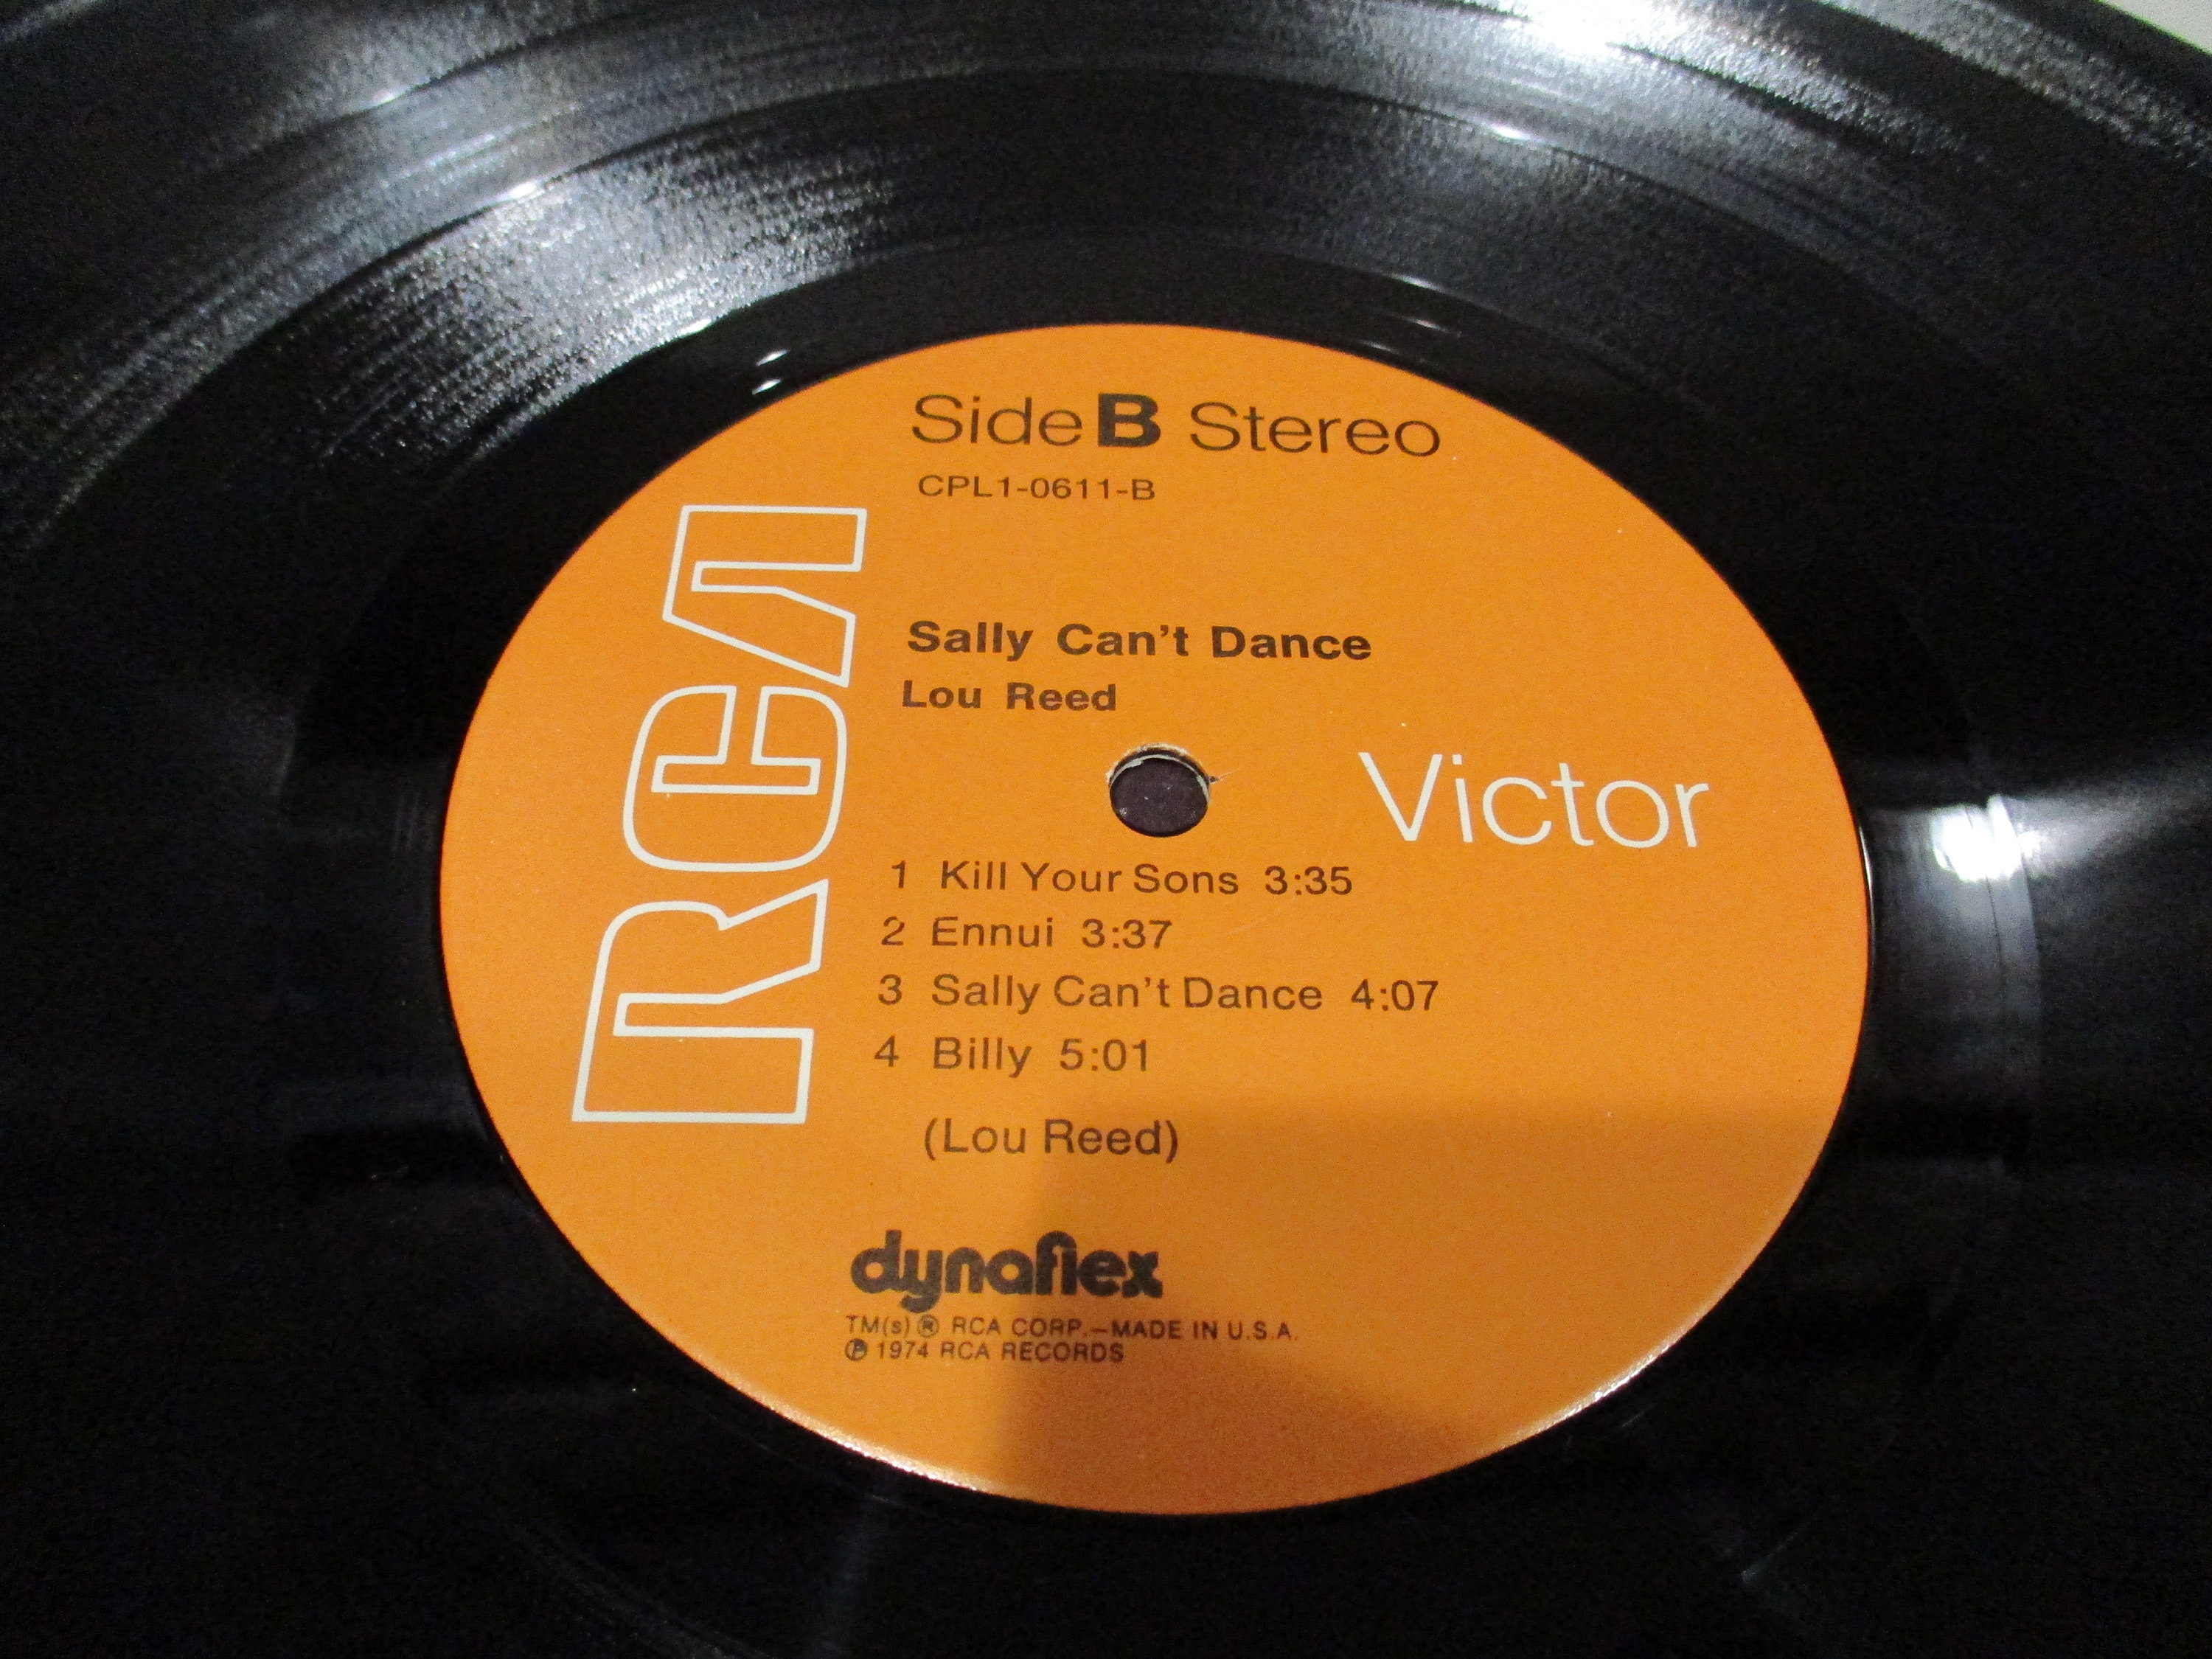 Side B Stereo
CPL1-0611-B
RCA
Sally Can't Dance
Lou Reed
Victor
1 Kill Your Sons 3:35
2 Ennui 3:37
3 Sally Can't Dance 4:07
4 Billy 5:01
(Lou Reed)
dynaflex
TM(s) ® RCA CORP.—MADE IN U.S.A.
℗ 1974 RCA RECORDS